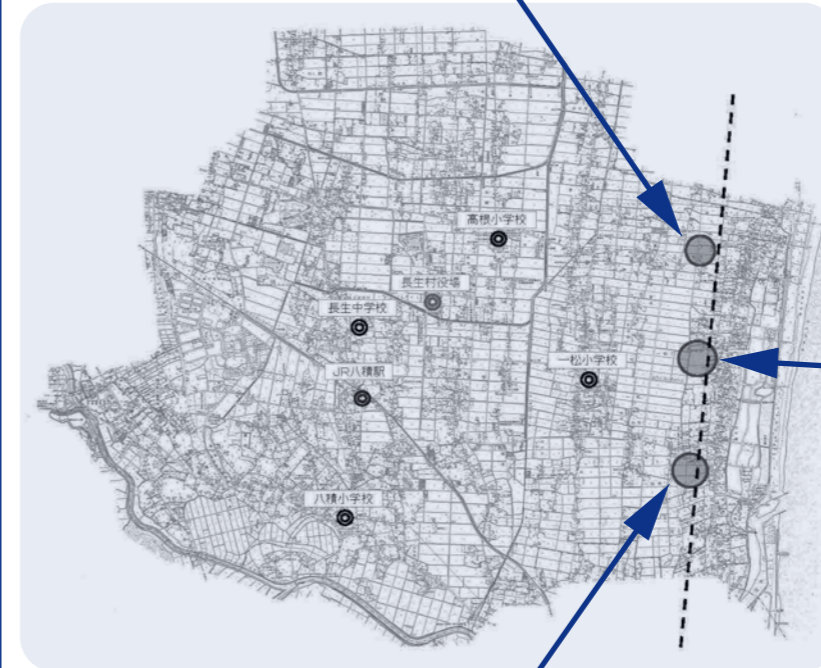 高根小学校
長生村役場
長生中学校
一松小学校
JR八積駅
八積小学校